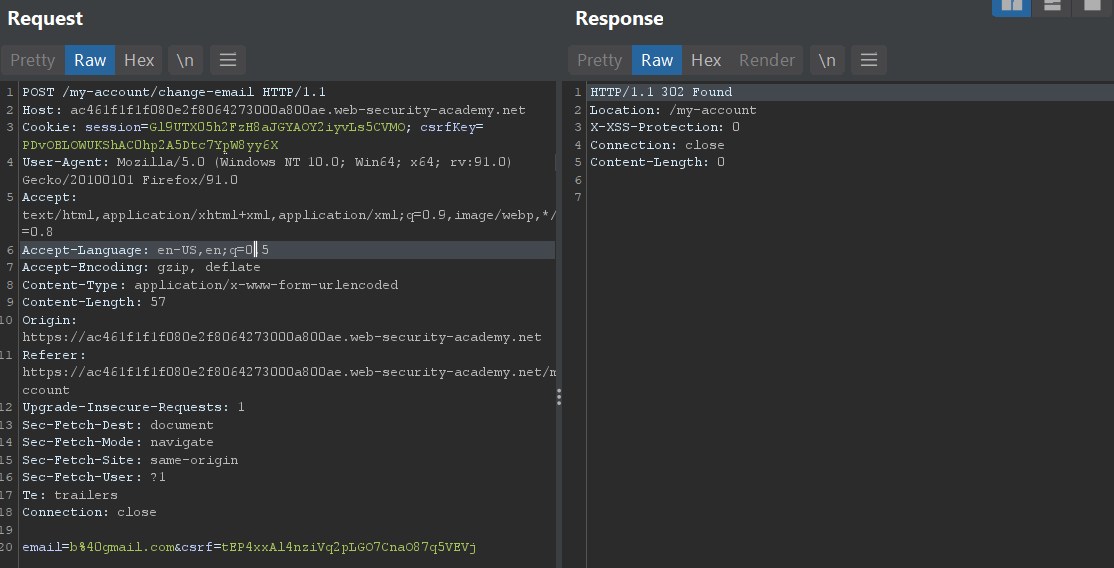 Request
Pretty Raw Hex \n
1 POST /my-account/change-email HTTP/1.1
2 Host: ac461f1f1f080e2f8064273000a800ae.web-security-academy.net
3 Cookie: session=Gl9UTX05h2FzH8aJGYAOY2iyvLs5CVMO; csrfKey=
PDvOBLOWUKShAC0hp2A5Dtc7YpW8yy6X
4 User-Agent: Mozilla/5.0 (Windows NT 10.0; Win64; x64; rv:91.0)
Gecko/20100101 Firefox/91.0
5 Accept:
text/html,application/xhtml+xml,application/xml;q=0.9,image/webp,*/
=0.8
6 Accept-Language: en-US,en;q=0.5
7 Accept-Encoding: gzip, deflate
8 Content-Type: application/x-www-form-urlencoded
9 Content-Length: 57
10 Origin:
https://ac461f1f1f080e2f8064273000a800ae.web-security-academy.net
11 Referer:
https://ac461f1f1f080e2f8064273000a800ae.web-security-academy.net/m
ccount
12 Upgrade-Insecure-Requests: 1
13 Sec-Fetch-Dest: document
14 Sec-Fetch-Mode: navigate
15 Sec-Fetch-Site: same-origin
16 Sec-Fetch-User: ?1
17 Te: trailers
18 Connection: close
19
20 email=b%40gmail.com&csrf=tEP4xxAl4nziVq2pLGO7CnaO87q5VEVj
Response
Pretty Raw Hex Render \n
1 HTTP/1.1 302 Found
2 Location: /my-account
3 X-XSS-Protection: 0
4 Connection: close
5 Content-Length: 0
6
7